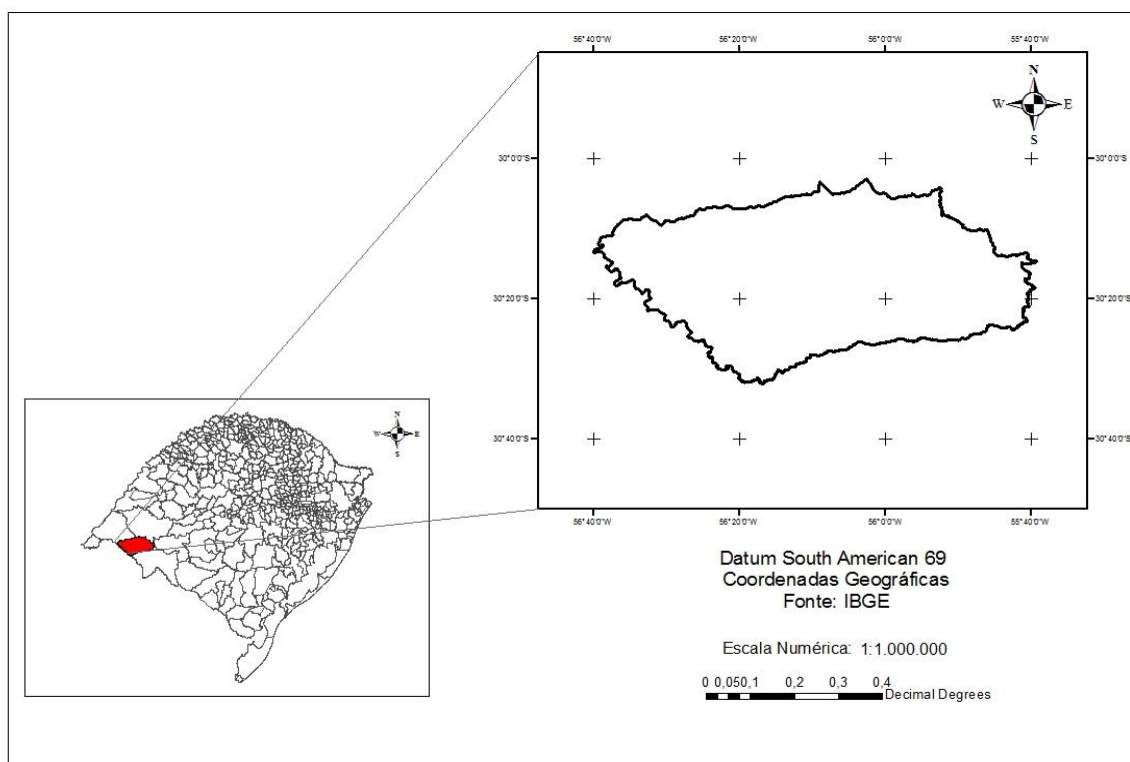 56°40'0"W 56°20'0"W 56°0'0"W 55°40'0"W
N
W E
S
30°0'0"S 30°0'0"S
30°20'0"S 30°20'0"S
30°40'0"S 30°40'0"S
56°40'0"W 56°20'0"W 56°0'0"W 55°40'0"W
N
W E
S
Datum South American 69
Coordenadas Geográficas
Fonte: IBGE
Escala Numérica: 1:1.000.000
0 0,050,1 0,2 0,3 0,4
Decimal Degrees